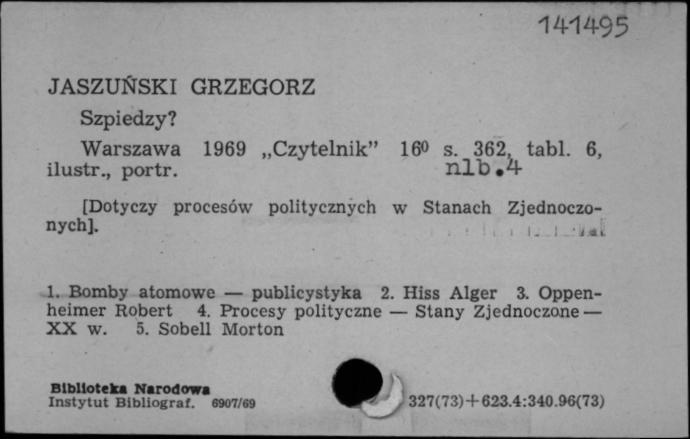 141495
JASZUŃSKI GRZEGORZ
Szpiedzy?
Warszawa 1969 „Czytelnik” 16⁰ s. 362, tabl. 6,
ilustr., portr. nlb.4
[Dotyczy procesów politycznych w Stanach Zjednoczo-
nych].
1. Bomby atomowe — publicystyka 2. Hiss Alger 3. Oppen-
heimer Robert 4. Procesy polityczne — Stany Zjednoczone —
XX w. 5. Sobell Morton
Biblioteka Narodowa
Instytut Bibliograf. 6907/69 327(73)+623.4:340.96(73)